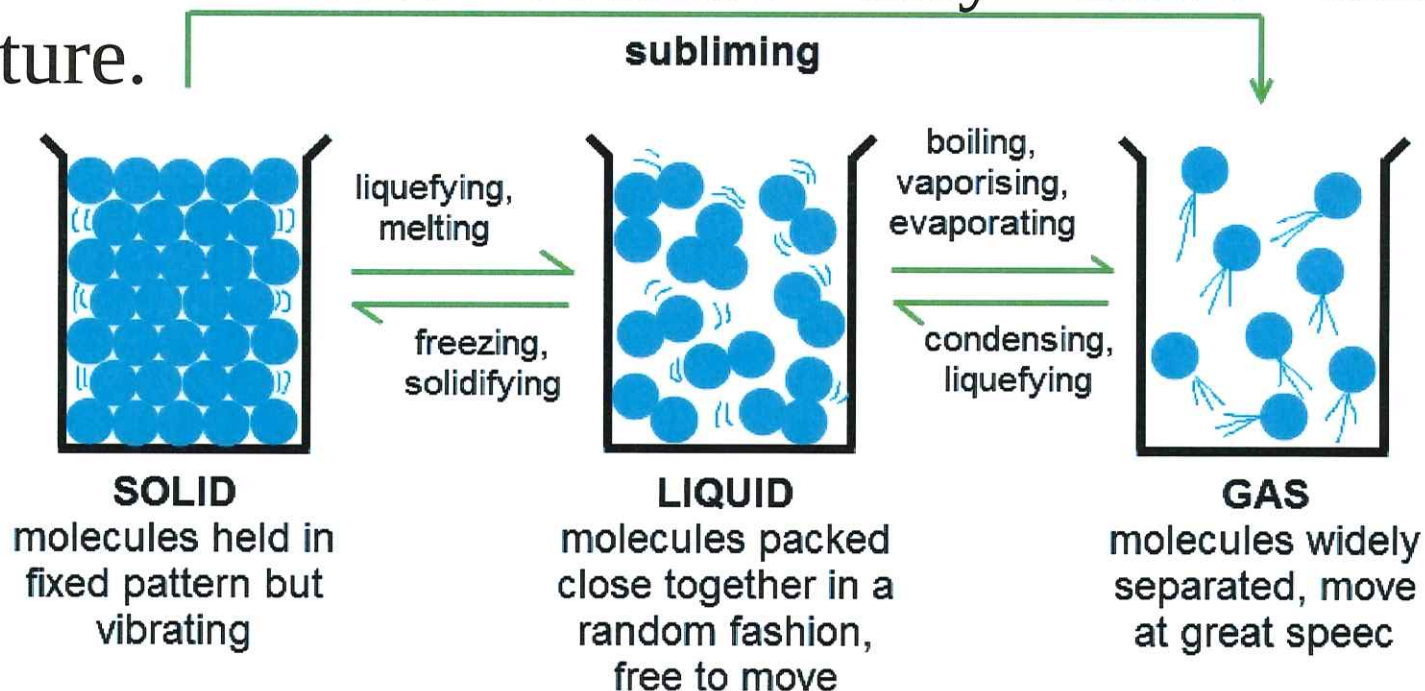 ture.
subliming
liquefying,
melting
freezing,
solidifying
boiling,
vaporising,
evaporating
condensing,
liquefying
SOLID
molecules held in
fixed pattern but
vibrating
LIQUID
molecules packed
close together in a
random fashion,
free to move
GAS
molecules widely
separated, move
at great speec